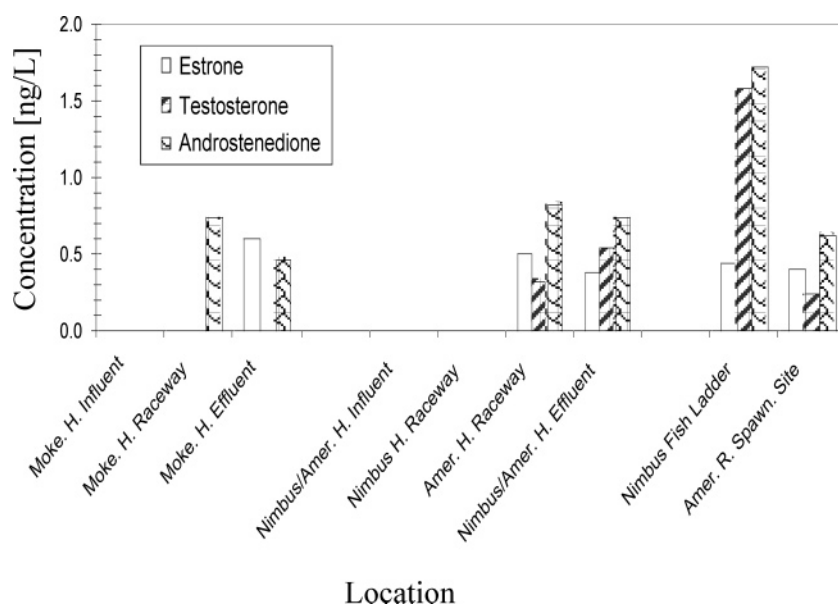 Concentration [ng/L]
2.0
1.5
1.0
0.5
0.0
Estrone
Testosterone
Androstenedione
Moke. H. Influent
Moke. H. Raceway
Moke. H. Effluent
Nimbus/Amer. H. Influent
Nimbus H. Raceway
Amer. H. Raceway
Nimbus/Amer. H. Effluent
Nimbus Fish Ladder
Amer. R. Spawn. Site
Location